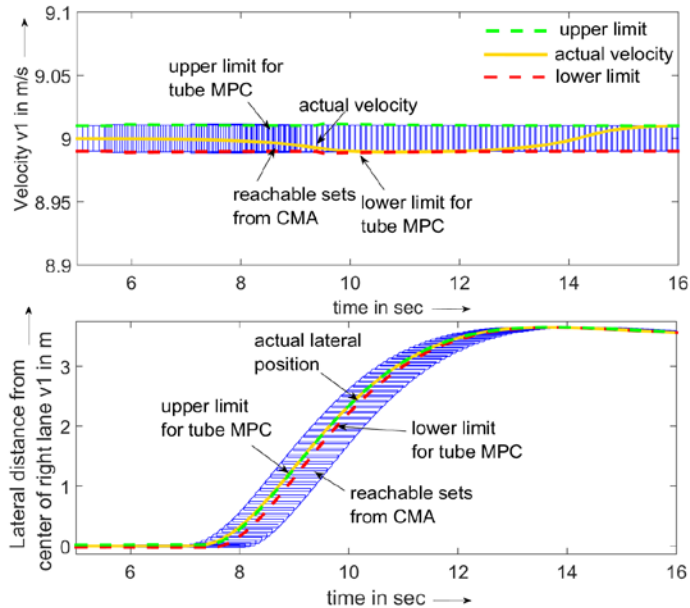 9.1
9.05
9
8.95
8.9
Velocity v1 in m/s
upper limit
actual velocity
lower limit
upper limit for
tube MPC
actual velocity
reachable sets
from CMA
lower limit for
tube MPC
6
8
10
12
14
16
time in sec
3
2
1
0
Lateral distance from
center of right lane v1 in m
actual lateral
position
upper limit
for tube MPC
lower limit
for tube MPC
reachable sets
from CMA
6
8
10
12
14
16
time in sec